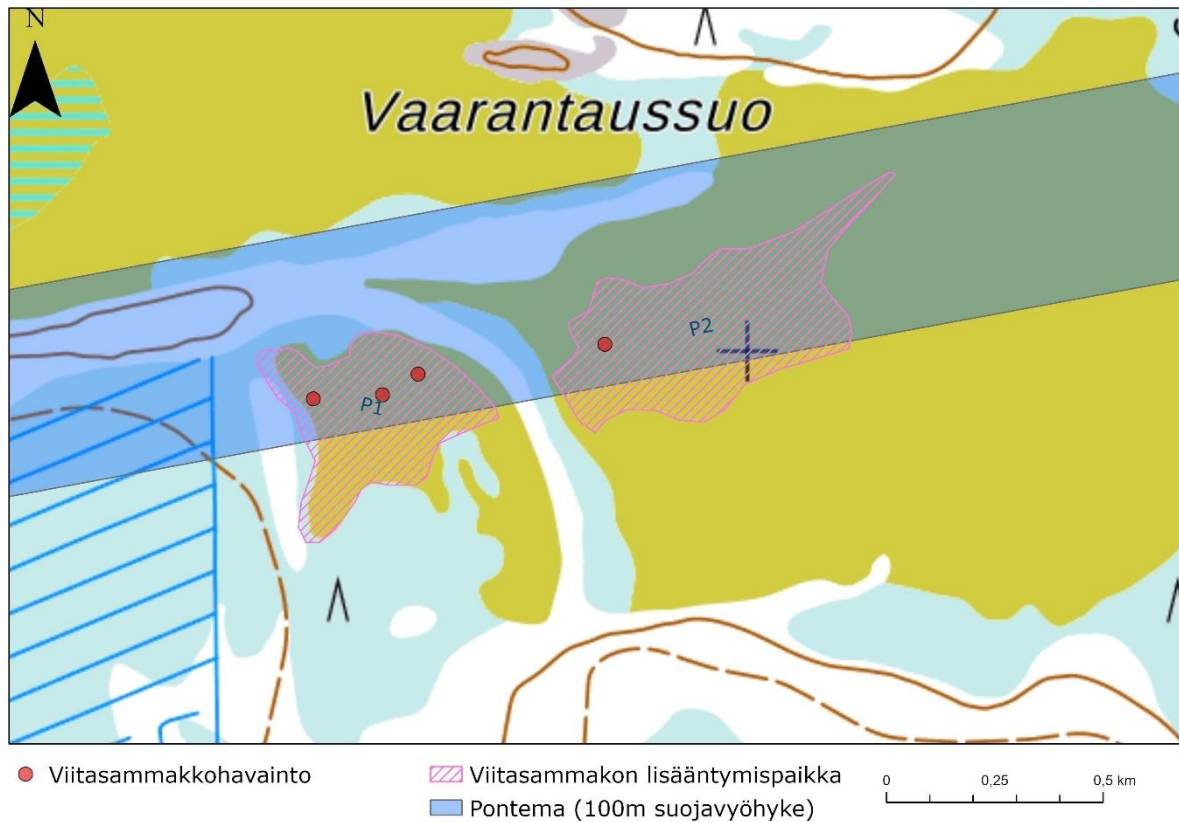 N
Vaarantaussuo
P2
P1
Viitasammakkohavainto
Viitasammakon lisääntymispaikka
Pontema (100m suojavyöhyke)
0 0,25 0,5 km